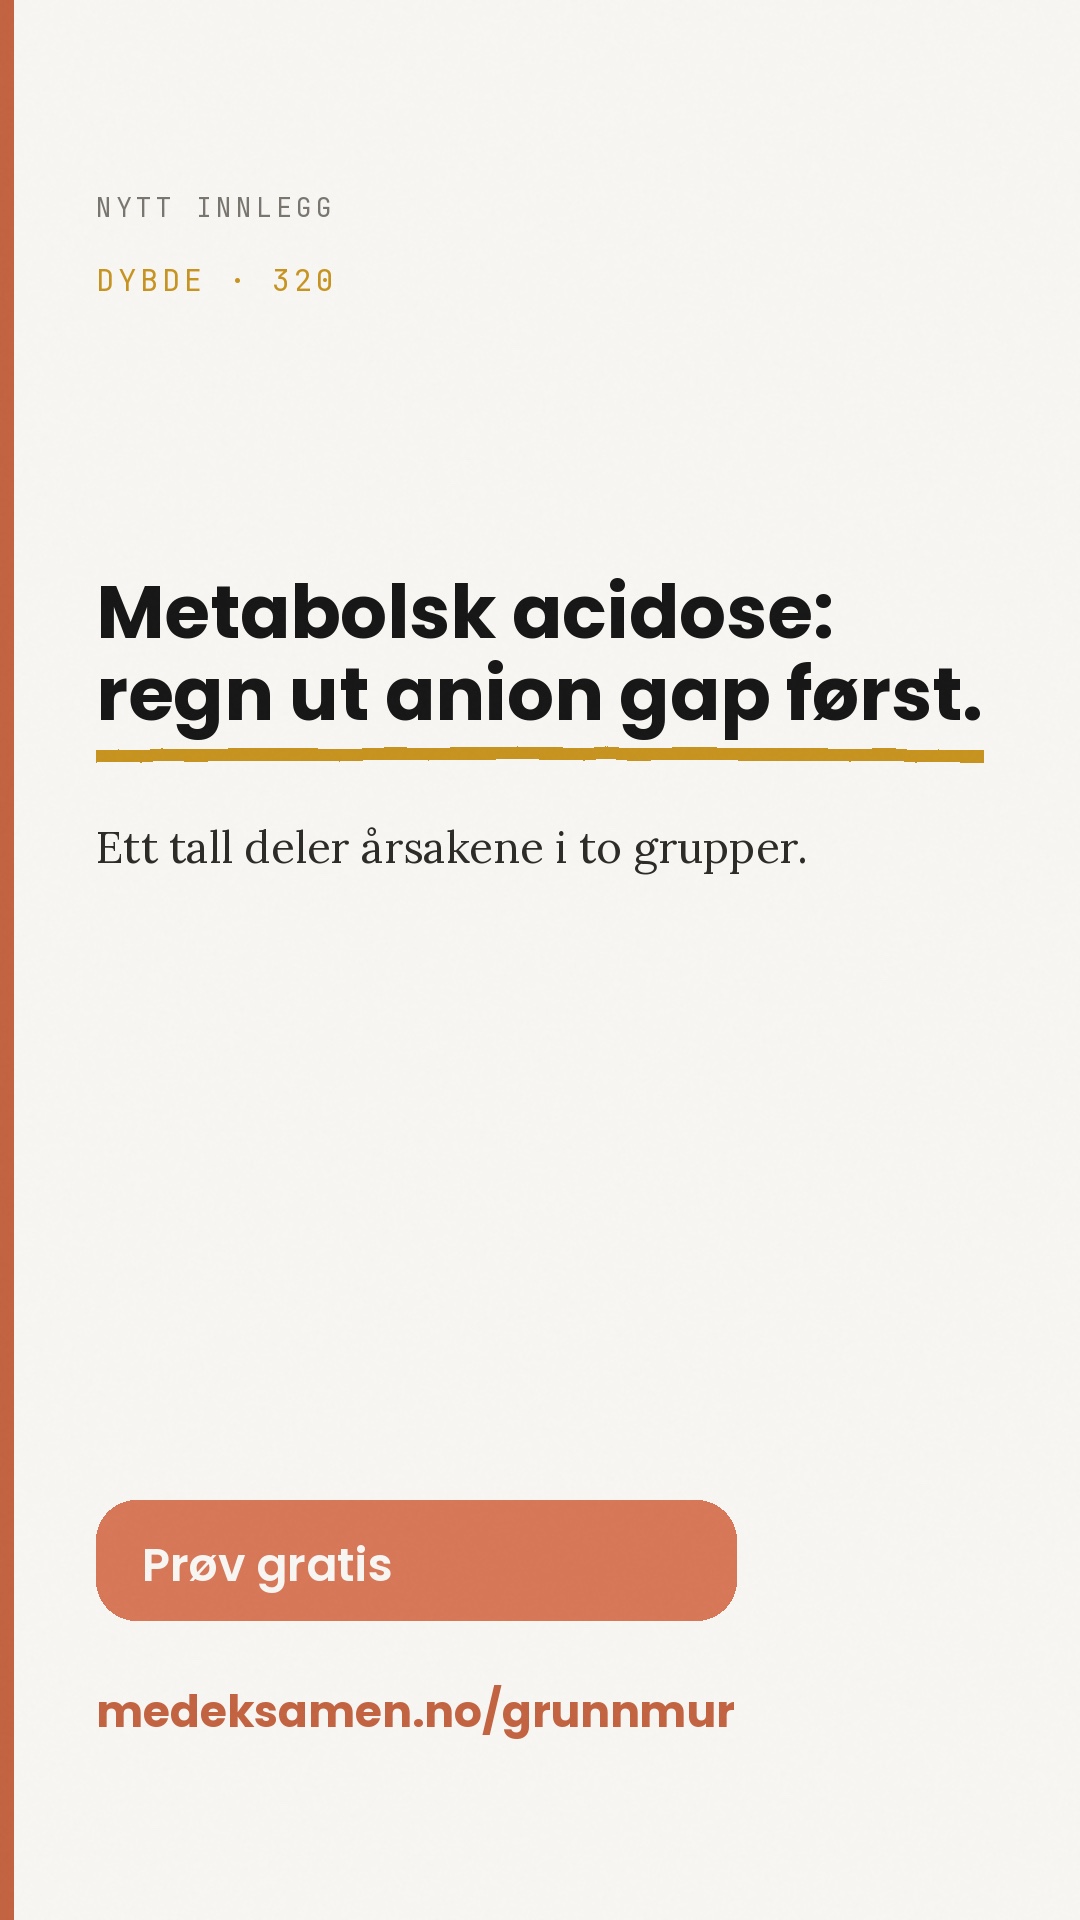 NYTT INNLEGG
DYBDE · 320
Metabolsk acidose:
regn ut anion gap først.
Ett tall deler årsakene i to grupper.
Prøv gratis
medeksamen.no/grunnmur